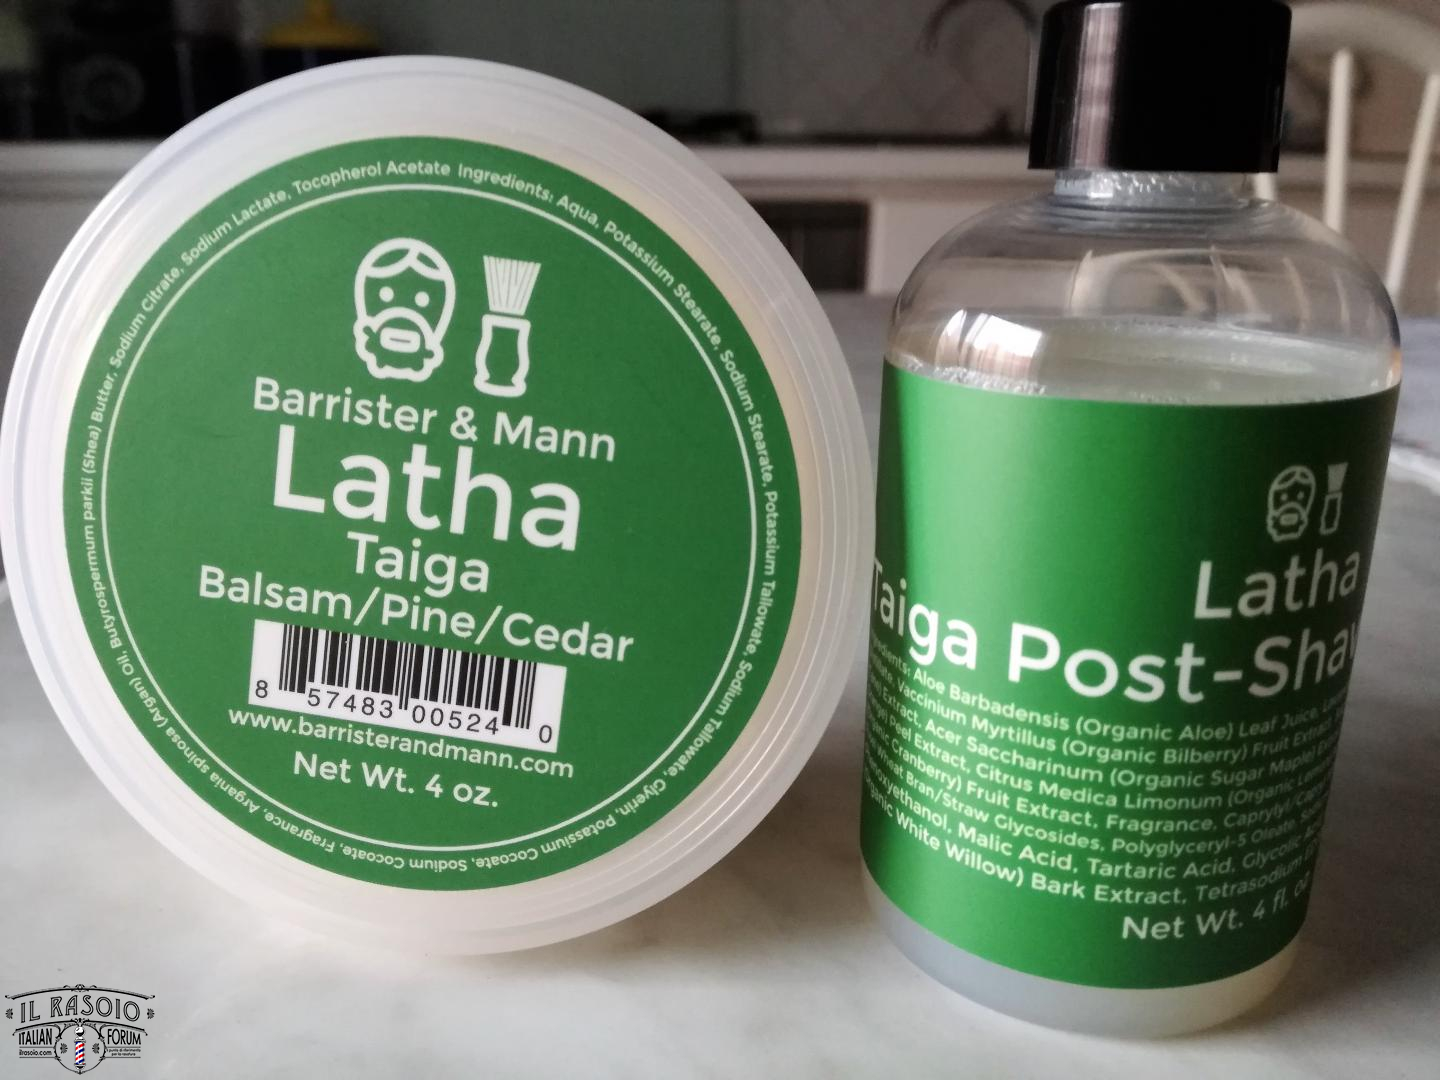 Ingredients: Aqua, Potassium Stearate, Sodium Stearate, Potassium Tallowate, Sodium Tallowate, Glycerin, Potassium Cocoate, Sodium Cocoate, Fragrance, Argania spinosa (Argan) Oil, Butyrospermum parkii (Shea) Butter, Sodium Citrate, Sodium Lactate, Tocopherol Acetate
Barrister & Mann
Latha
Taiga
Balsam/Pine/Cedar
8 57483 00524 0
www.barristerandmann.com
Net Wt. 4 oz.
Latha
Taiga Post-Shav
Aloe Barbadensis (Organic Aloe) Leaf Juice,
Vaccinium Myrtillus (Organic Bilberry) Fruit Extract,
Extract, Acer Saccharinum (Organic Sugar Maple)
Peel Extract, Citrus Medica Limonum (Organic
Cranberry) Fruit Extract, Fragrance,
Wheat Bran/Straw Glycosides, Polyglyceryl-5 Oleate,
Malic Acid, Tartaric Acid, Glycolic
White Willow) Bark Extract, Tetrasodium
Net Wt. 4 fl. oz
IL RASOIO
ITALIAN FORUM
ilrasoio.com